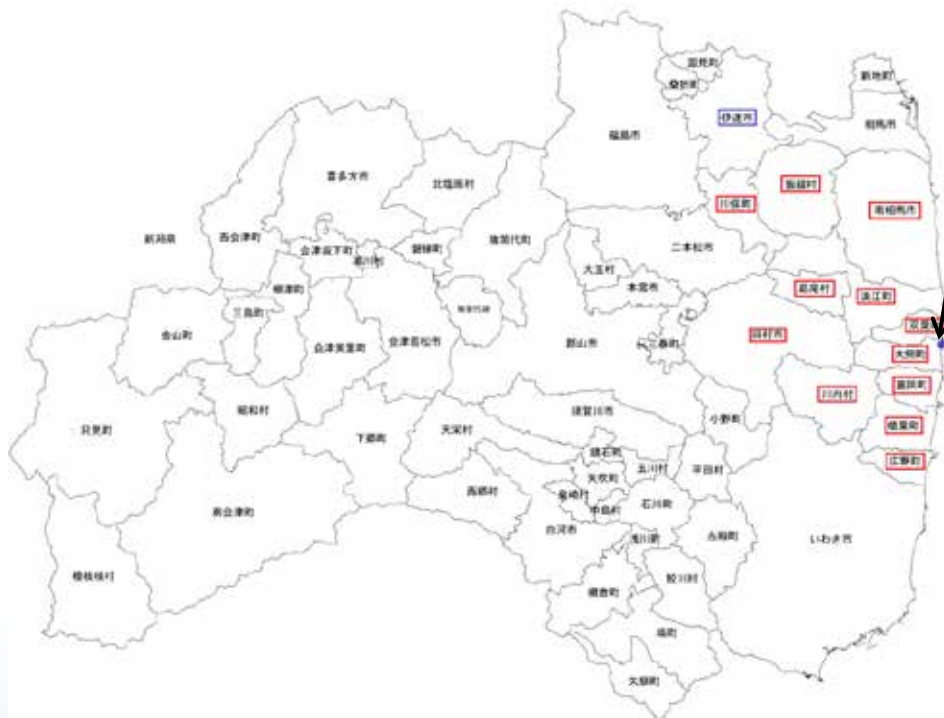 国見町
桑折町
新地町
伊達市
相馬市
福島市
喜多方市
北塩原村
飯舘村
川俣町
南相馬市
新潟県
西会津町
会津坂下町
湯川村
磐梯町
猪苗代町
二本松市
大玉村
本宮市
柳津町
葛尾村
浪江町
三島町
金山町
猪苗代湖
田村市
双葉
会津美里町
会津若松市
郡山市
三春町
大熊町
富岡町
川内村
只見町
昭和村
下郷町
天栄村
須賀川市
小野町
楢葉町
鏡石町
広野町
矢吹町
玉川村
平田村
西郷村
泉崎村
中島村
石川町
南会津町
白河市
浅川町
古殿町
いわき市
檜枝岐村
鮫川村
棚倉町
塙町
矢祭町